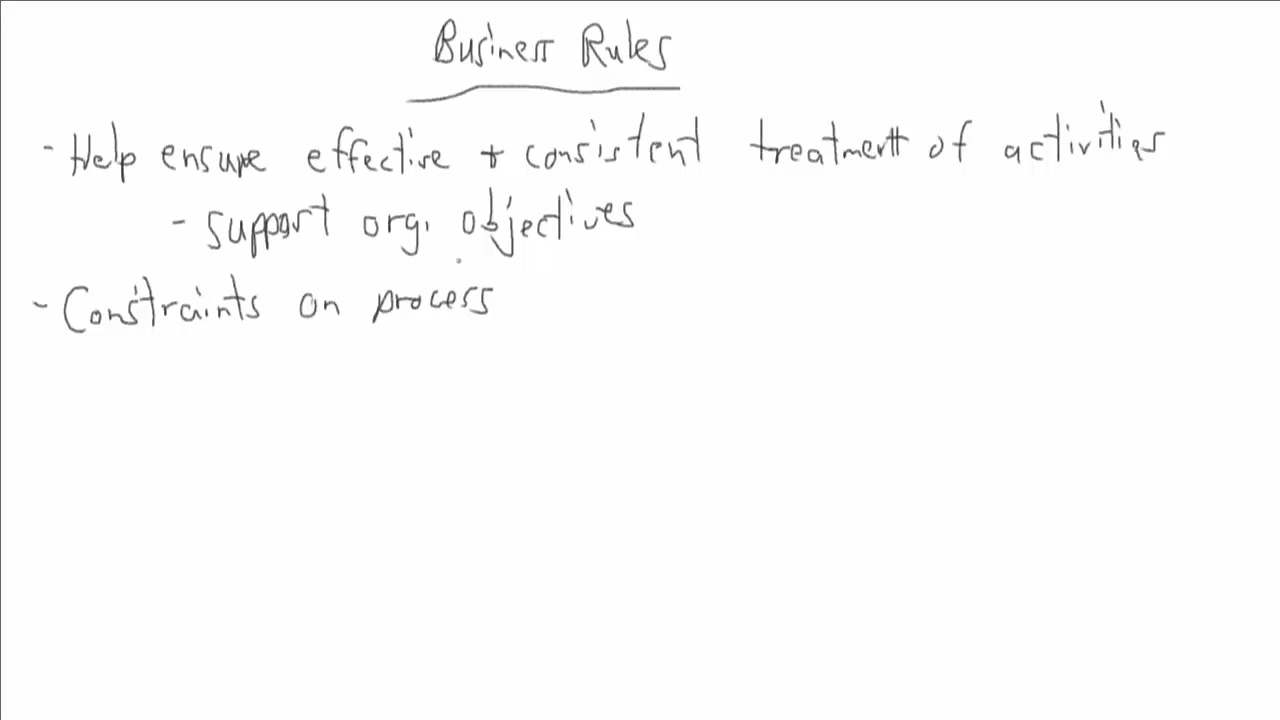 Business Rules
- Help ensure effective + consistent treatment of activities
- support org. objectives
- Constraints on process